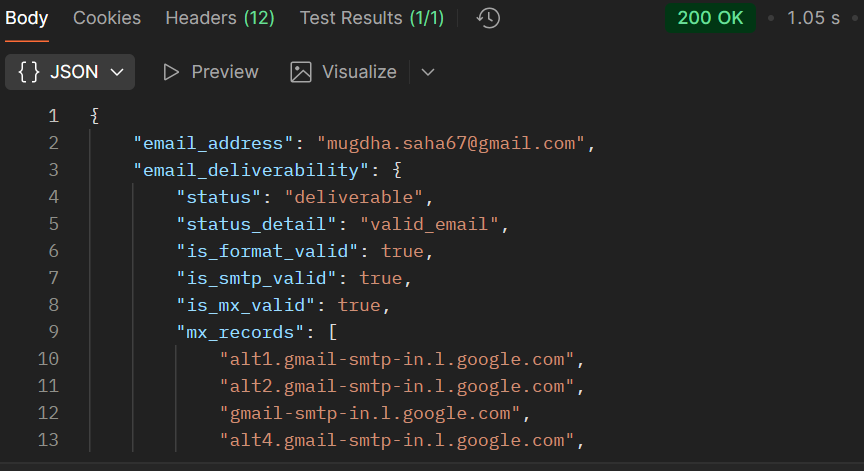 Body Cookies Headers (12) Test Results (1/1) 200 OK • 1.05 s •
{} JSON Preview Visualize
1 {
2 "email_address": "mugdha.saha67@gmail.com",
3 "email_deliverability": {
4 "status": "deliverable",
5 "status_detail": "valid_email",
6 "is_format_valid": true,
7 "is_smtp_valid": true,
8 "is_mx_valid": true,
9 "mx_records": [
10 "alt1.gmail-smtp-in.l.google.com",
11 "alt2.gmail-smtp-in.l.google.com",
12 "gmail-smtp-in.l.google.com",
13 "alt4.gmail-smtp-in.l.google.com",